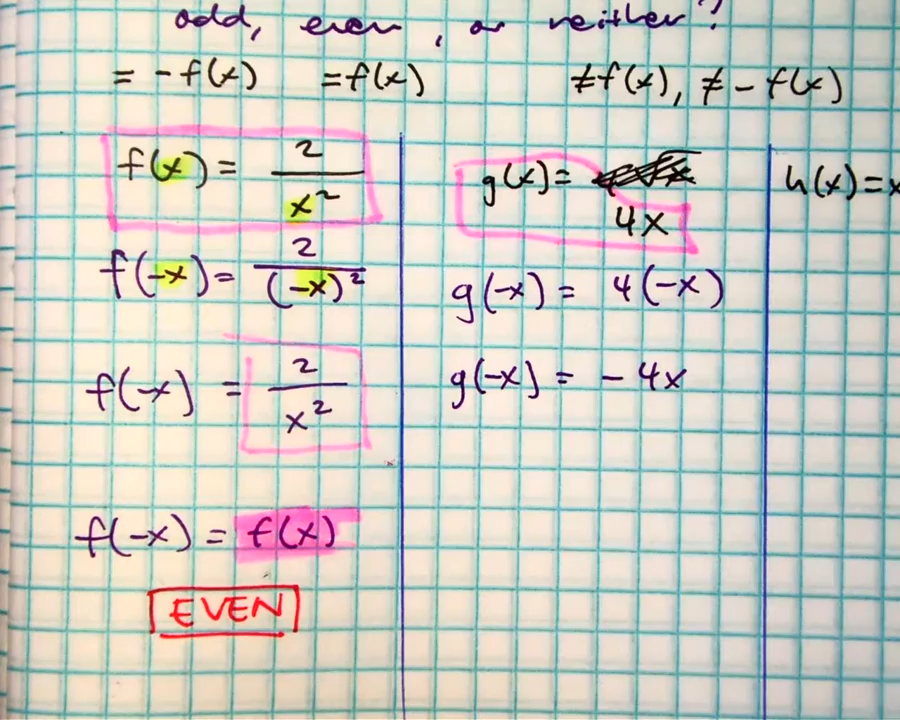 odd, even, or neither?
= -f(x) =f(x) ≠f(x), ≠ -f(x)
f(x) = 2/x²
f(-x) = 2/(-x)²
f(-x) = 2/x²
f(-x) = f(x)
EVEN
g(x) = 4x
g(-x) = 4(-x)
g(-x) = -4x
h(x)=x